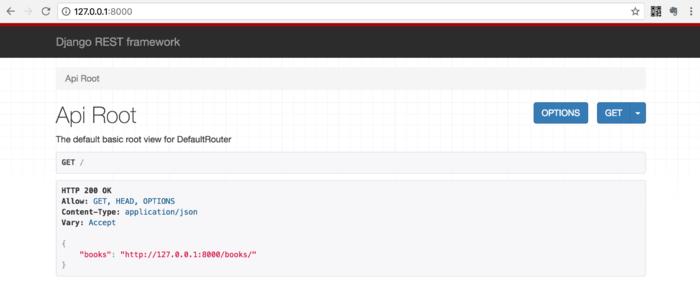 127.0.0.1:8000
Django REST framework
Api Root
Api Root
OPTIONS
GET
The default basic root view for DefaultRouter
GET /
HTTP 200 OK
Allow: GET, HEAD, OPTIONS
Content-Type: application/json
Vary: Accept
{
"books": "http://127.0.0.1:8000/books/"
}